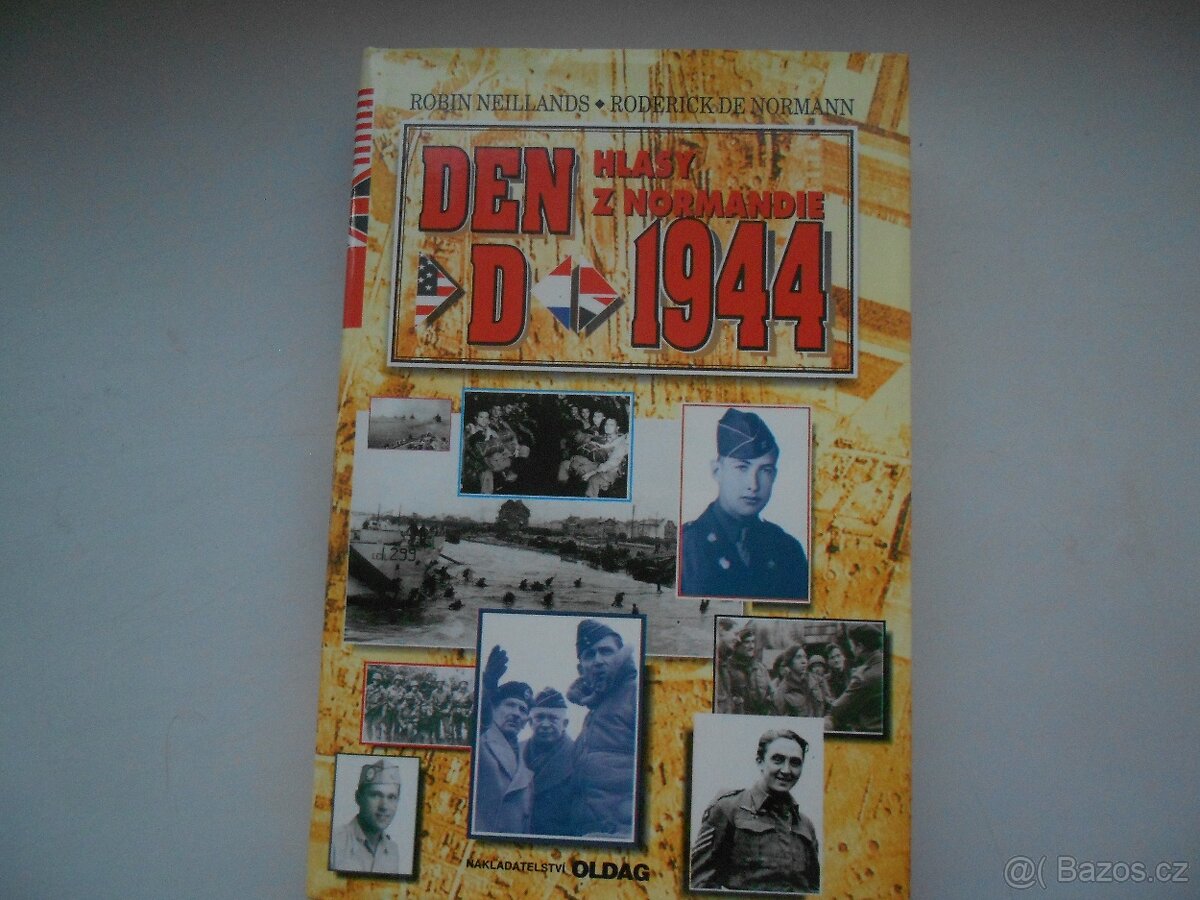 ROBIN NEILLANDS ◆ RODERICK DE NORMANN
DEN HLASY
Z NORMANDIE
D 1944
NAKLADATELSTVÍ OLDAG
@( Bazos.cz